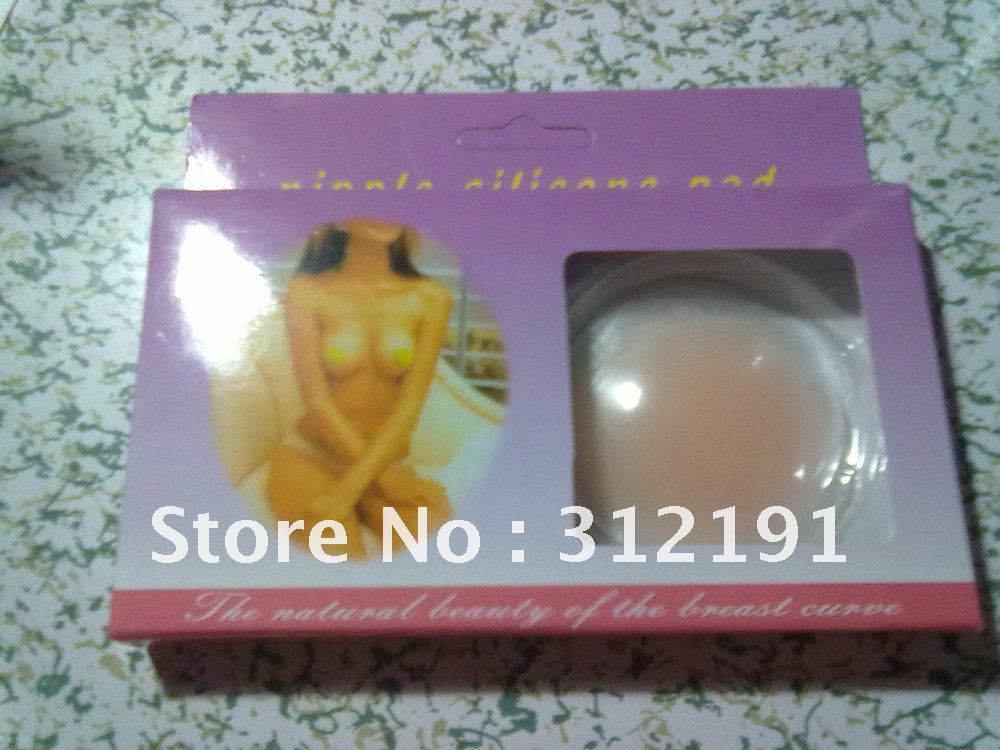 nipple silicone pad
Store No : 312191
The natural beauty of the breast curve